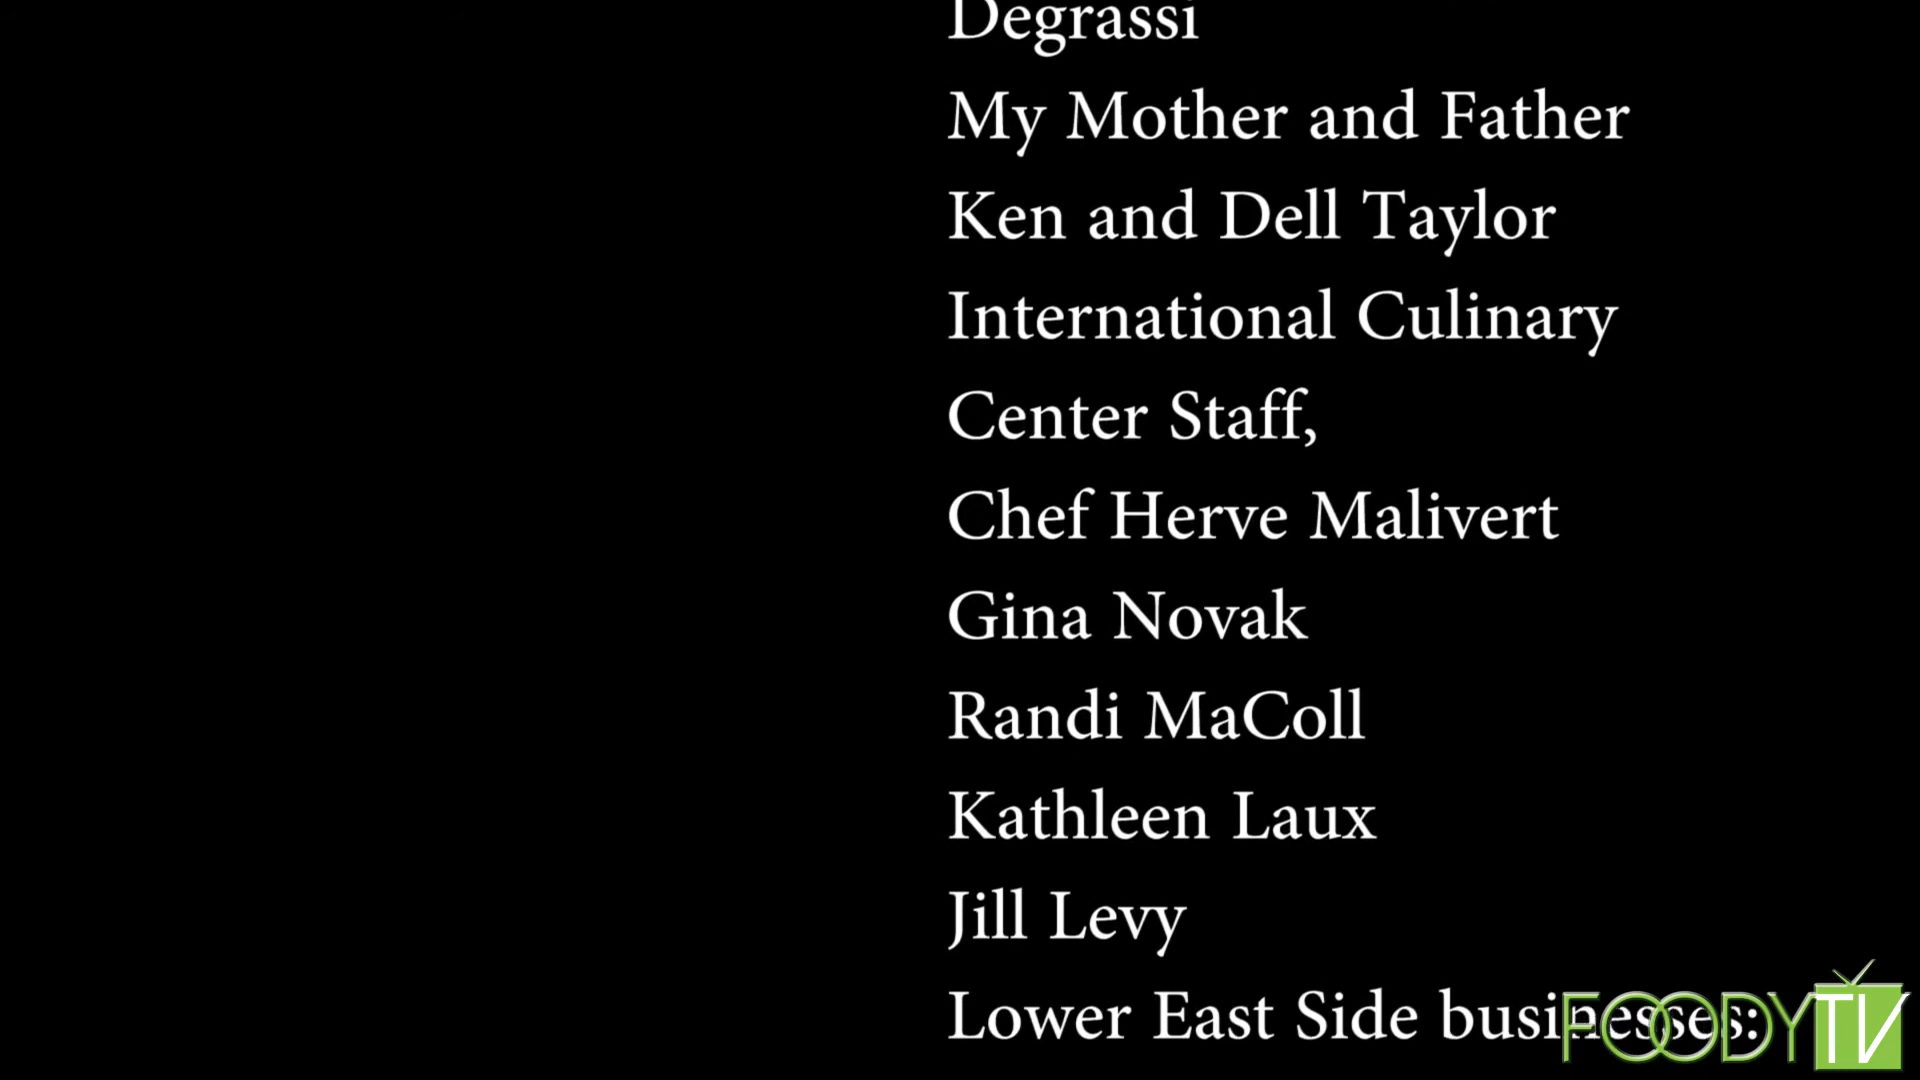 Degrassi
My Mother and Father
Ken and Dell Taylor
International Culinary
Center Staff,
Chef Herve Malivert
Gina Novak
Randi MaColl
Kathleen Laux
Jill Levy
Lower East Side businesses:
FOODYTV